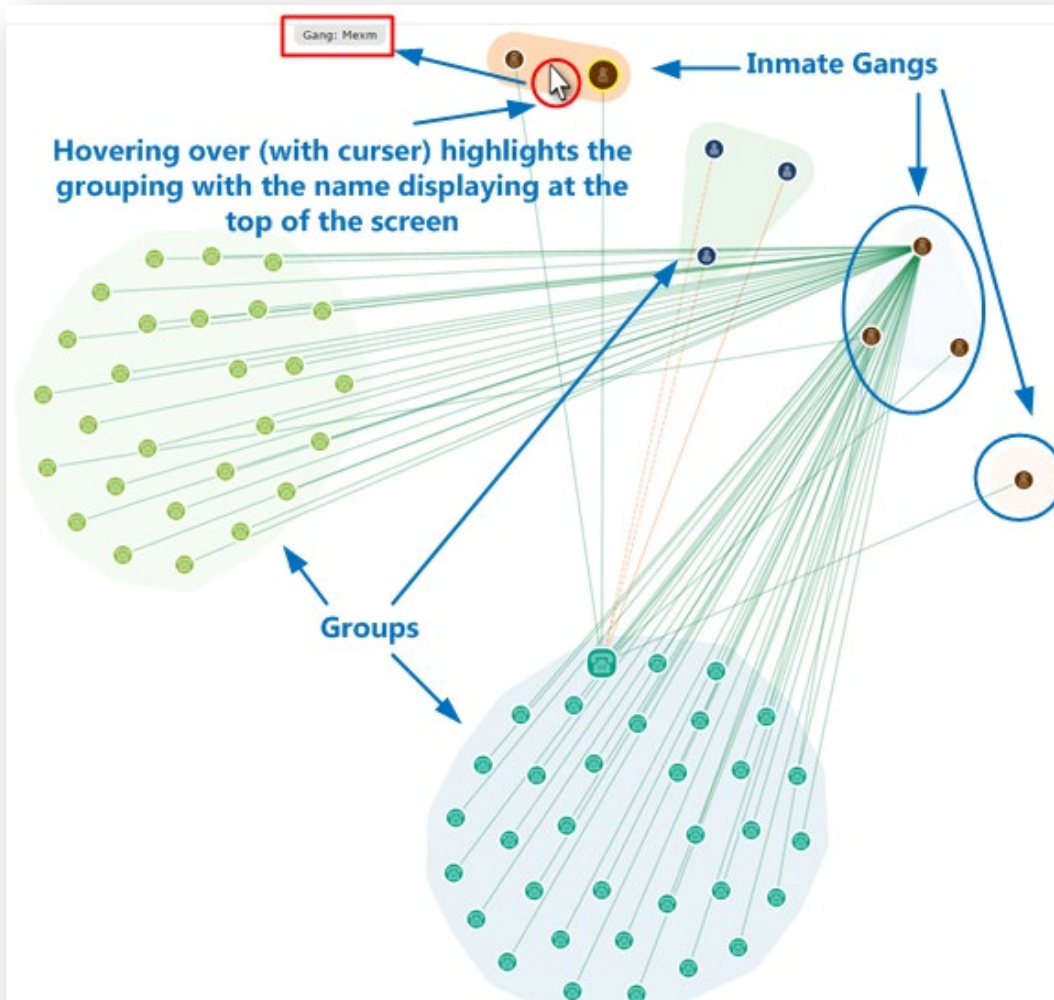 Gang: Mexm
Inmate Gangs
Hovering over (with curser) highlights the
grouping with the name displaying at the
top of the screen
Groups